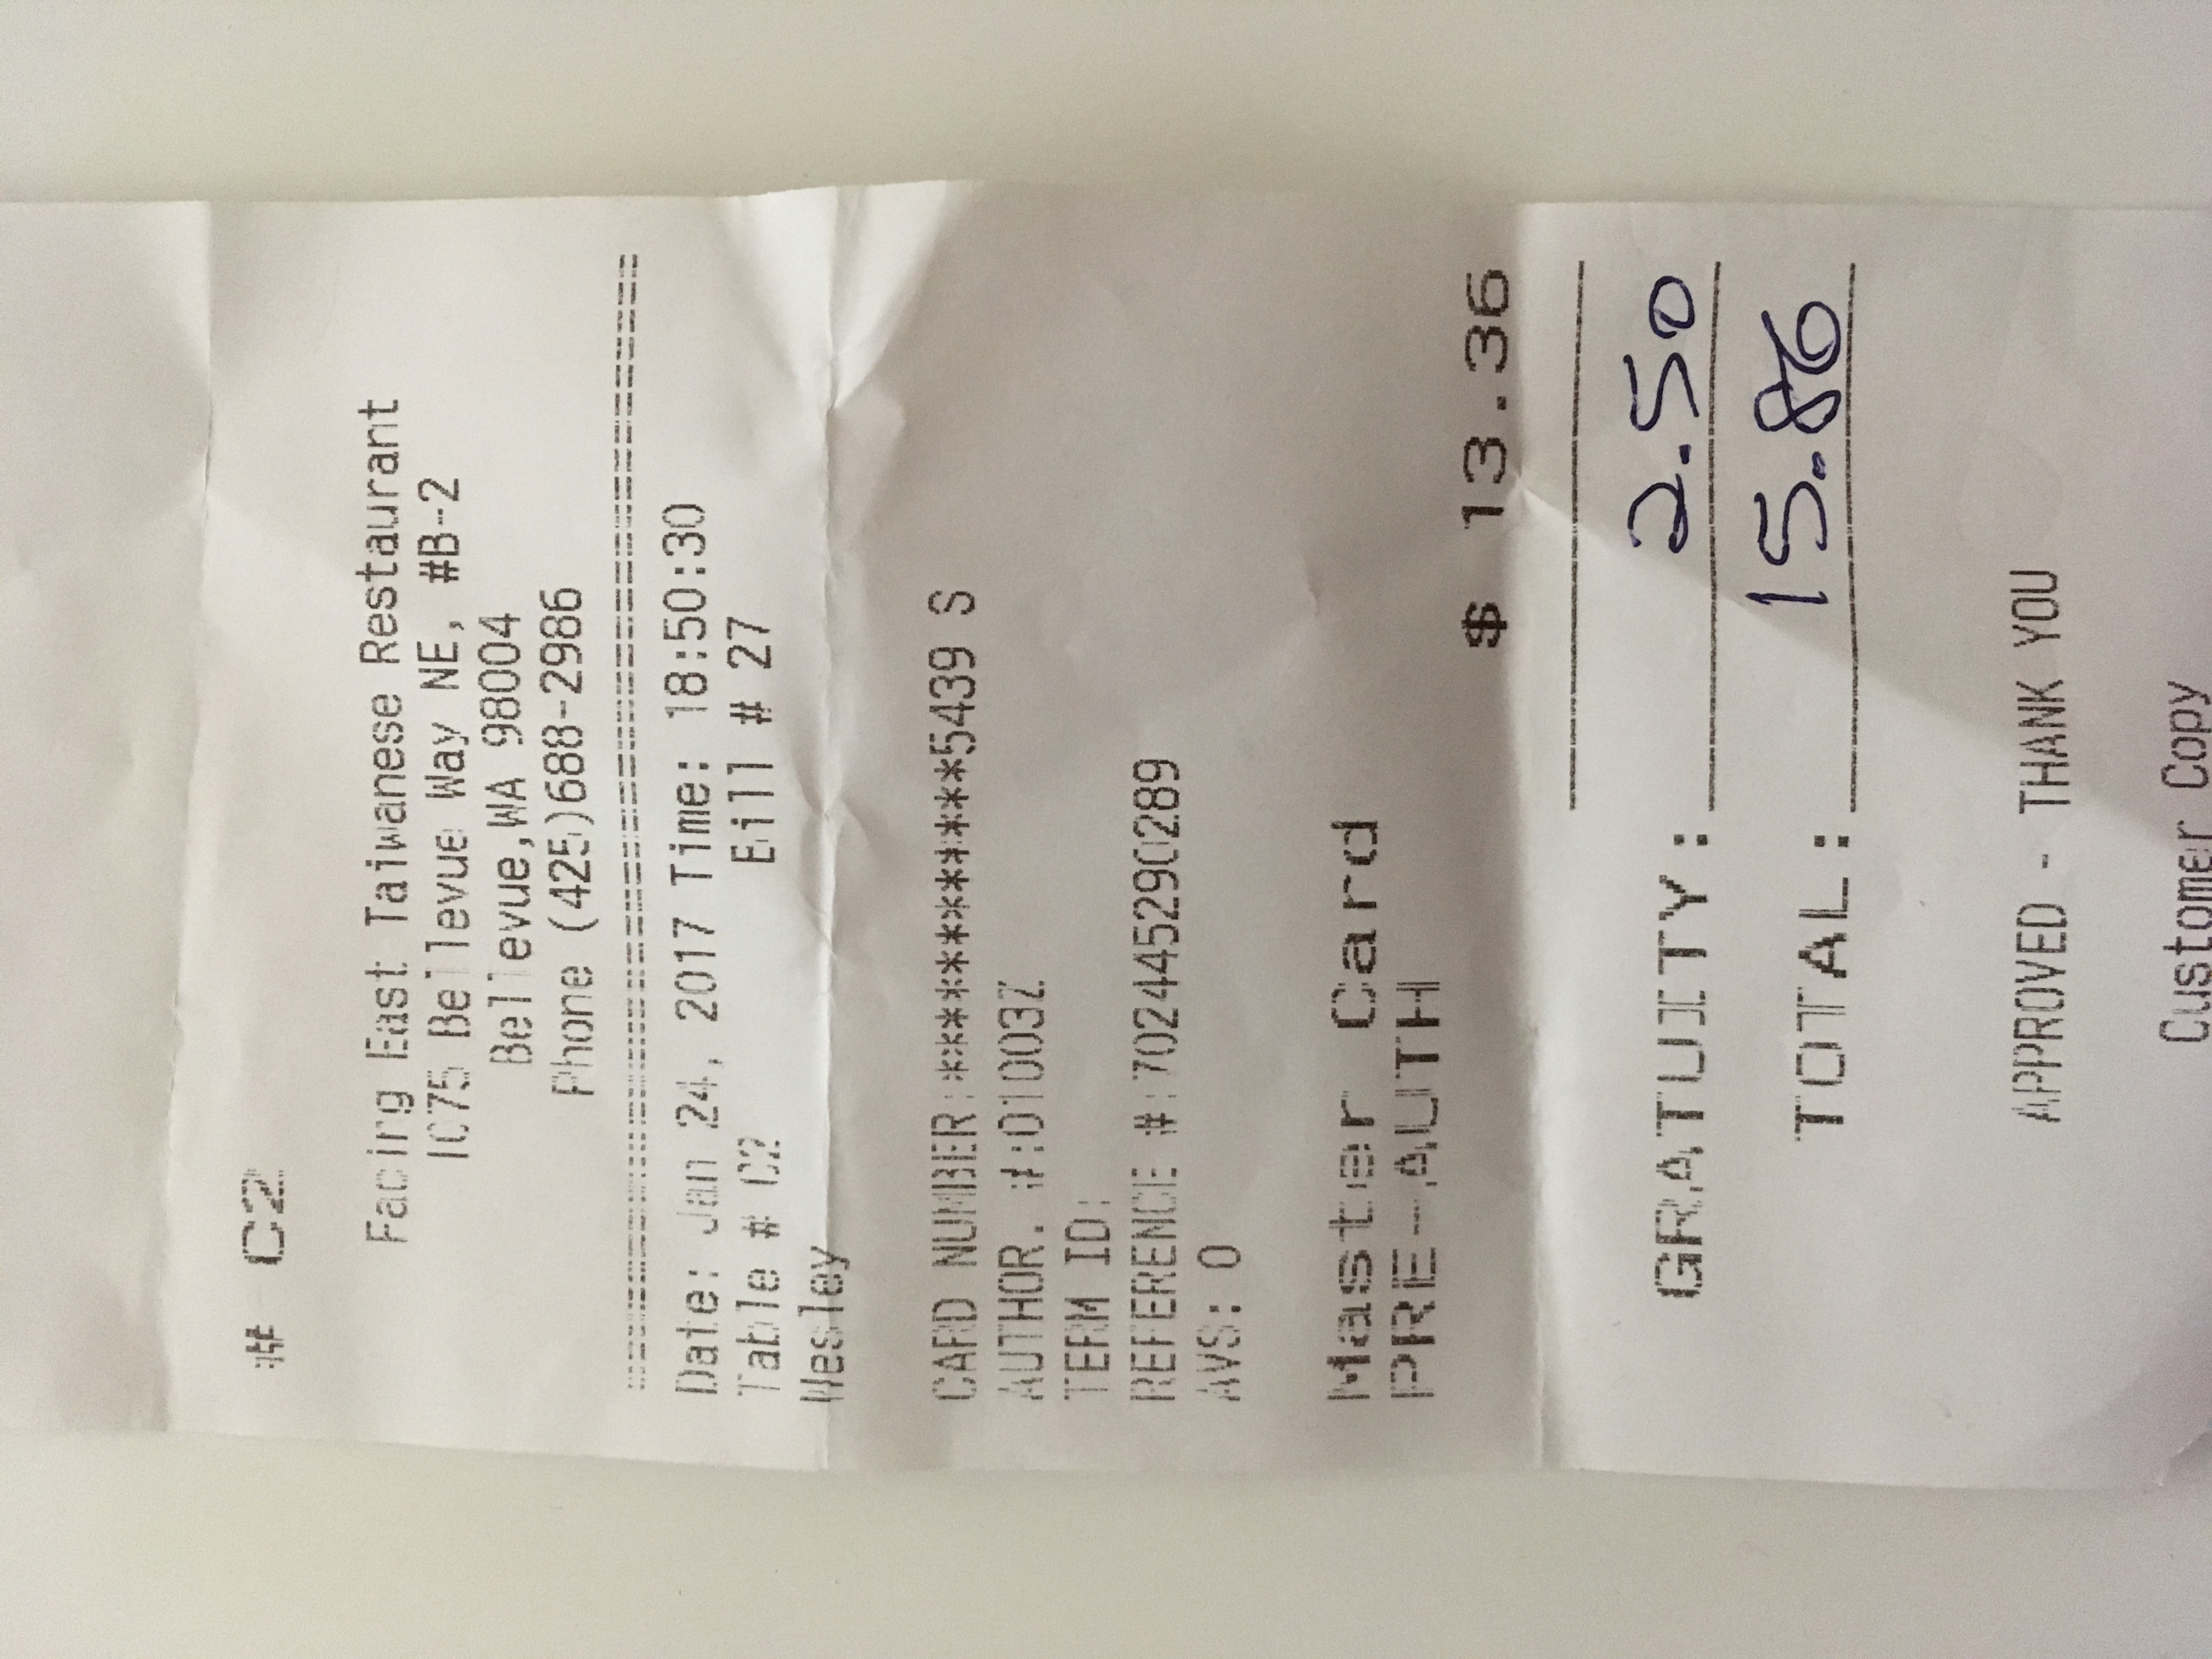 # C2
Facing East Taiwanese Restaurant
1075 Bellevue Way NE, #B-2
Bellevue,WA 98004
Phone (425)688-2986
========================================
Date: Jan 24, 2017 Time: 18:50:30
Table # C2 Bill # 27
Wesley
CARD NUMBER:************5439 S
AUTHOR. #:01003Z
TERM ID:
REFERENCE #:702445290289
AVS: 0
Master Card
PRE-AUTH
$ 13.36
GRATUITY: 2.50
TOTAL: 15.86
APPROVED - THANK YOU
Customer Copy